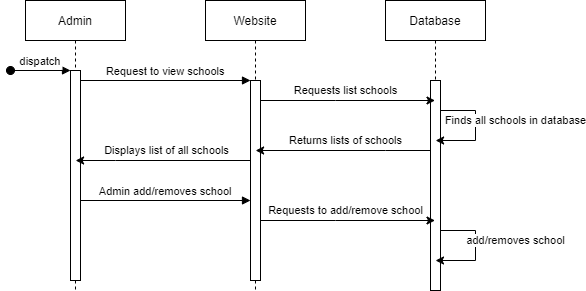 Admin
Website
Database
dispatch
Request to view schools
Requests list schools
Finds all schools in database
Returns lists of schools
Displays list of all schools
Admin add/removes school
Requests to add/remove school
add/removes school